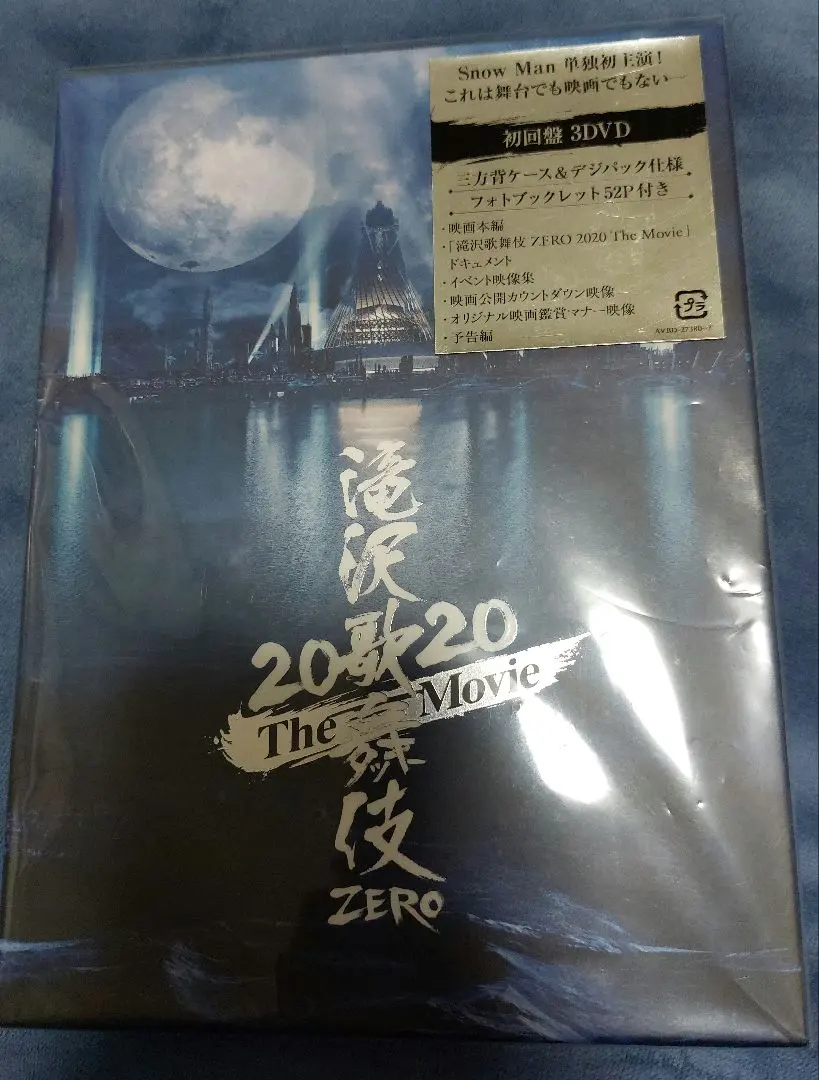 Snow Man 単独初主演!
これは舞台でも映画でもない—
初回盤 3DVD
三方背ケース&デジパック仕様
フォトブックレット52P付き
・映画本編
・「滝沢歌舞伎 ZERO 2020 The Movie」
ドキュメント
・イベント映像集
・映画公開カウントダウン映像
・オリジナル映画鑑賞マナー映像
・予告編
プラ
滝沢歌舞伎
2020
The Movie
ZERO